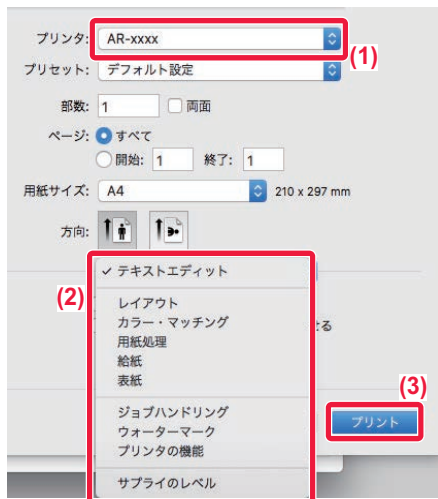 プリンタ: AR-xxxx
(1)
プリセット: デフォルト設定
部数: 1 両面
ページ: すべて
開始: 1 終了: 1
用紙サイズ: A4 210 x 297 mm
方向:
✓ テキストエディット
(2)
レイアウト
カラー・マッチング
せる
用紙処理
給紙
表紙
(3)
ジョブハンドリング
ウォーターマーク
プリント
プリンタの機能
サプライのレベル